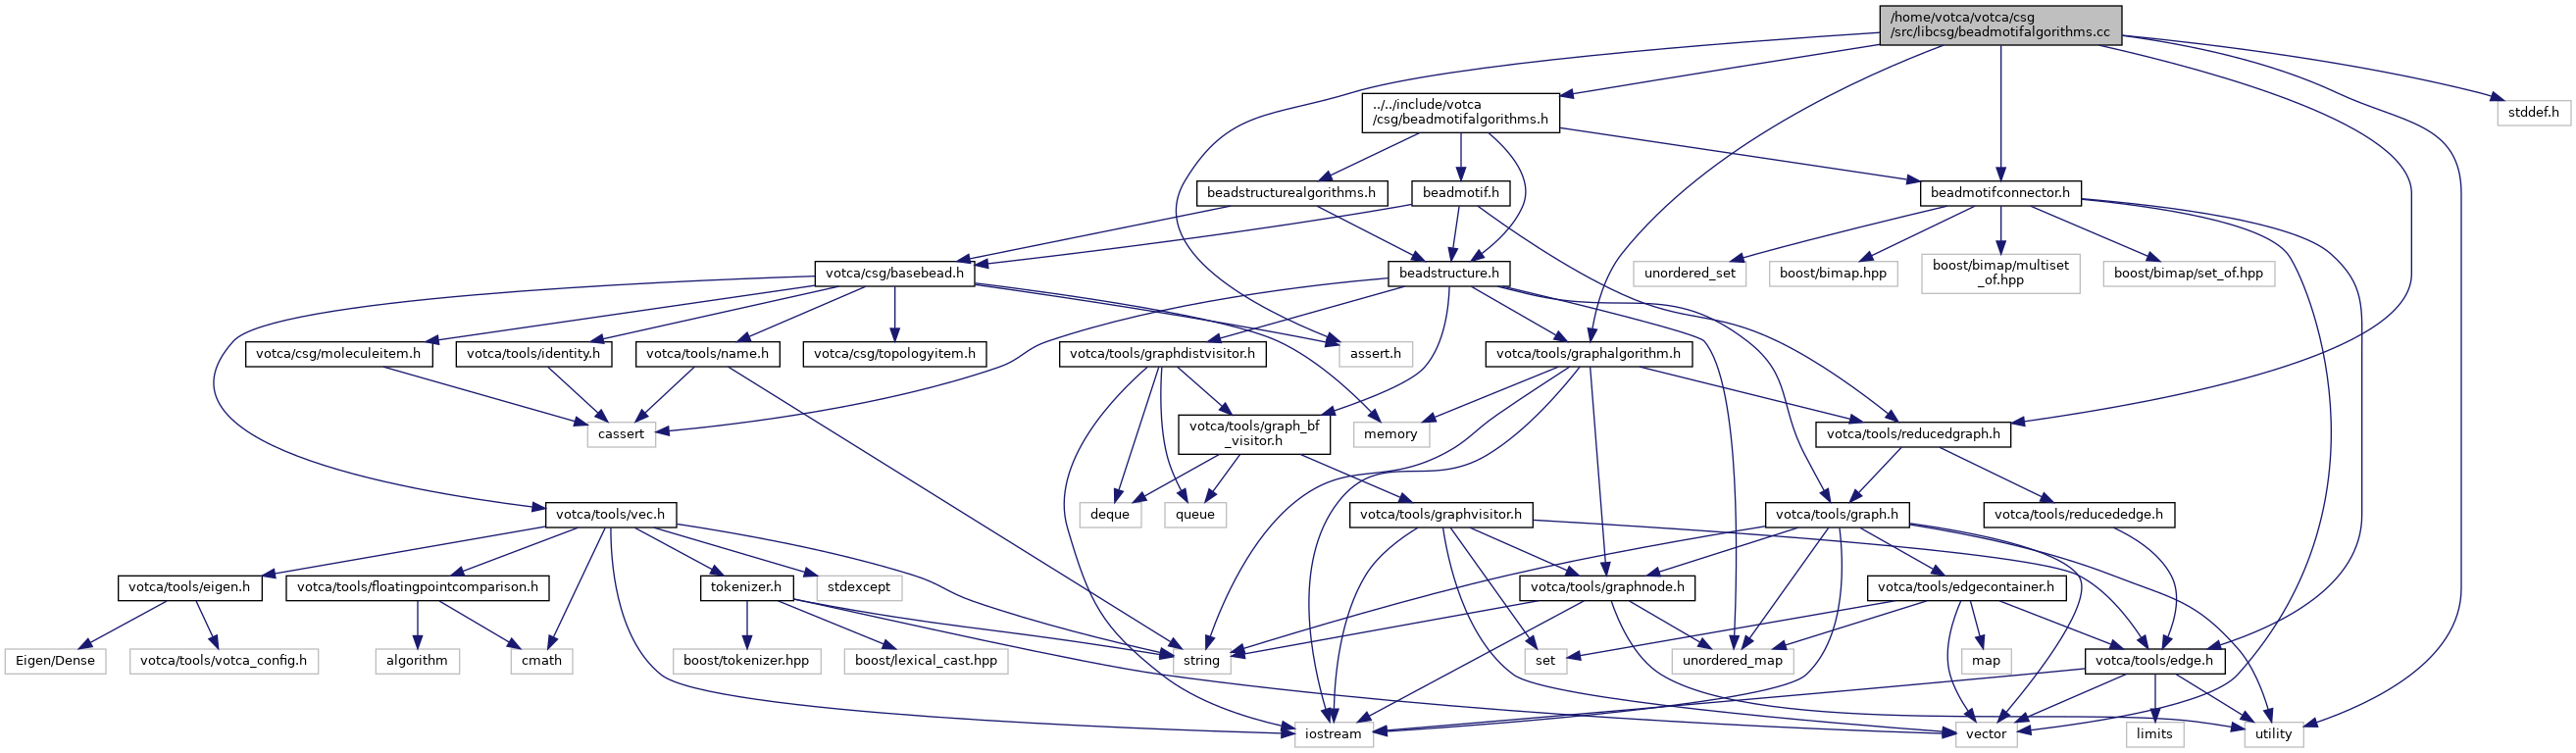 /home/votca/votca/csg
/src/libcsg/beadmotifalgorithms.cc
../../include/votca
/csg/beadmotifalgorithms.h
stddef.h
beadstructurealgorithms.h
beadmotif.h
beadmotifconnector.h
votca/csg/basebead.h
beadstructure.h
unordered_set
boost/bimap.hpp
boost/bimap/multiset
_of.hpp
boost/bimap/set_of.hpp
votca/csg/moleculeitem.h
votca/tools/identity.h
votca/tools/name.h
votca/csg/topologyitem.h
votca/tools/graphdistvisitor.h
assert.h
votca/tools/graphalgorithm.h
cassert
votca/tools/graph_bf
_visitor.h
memory
votca/tools/reducedgraph.h
votca/tools/vec.h
deque
queue
votca/tools/graphvisitor.h
votca/tools/graph.h
votca/tools/reducededge.h
votca/tools/eigen.h
votca/tools/floatingpointcomparison.h
tokenizer.h
stdexcept
votca/tools/graphnode.h
votca/tools/edgecontainer.h
Eigen/Dense
votca/tools/votca_config.h
algorithm
cmath
boost/tokenizer.hpp
boost/lexical_cast.hpp
string
set
unordered_map
map
votca/tools/edge.h
iostream
vector
limits
utility